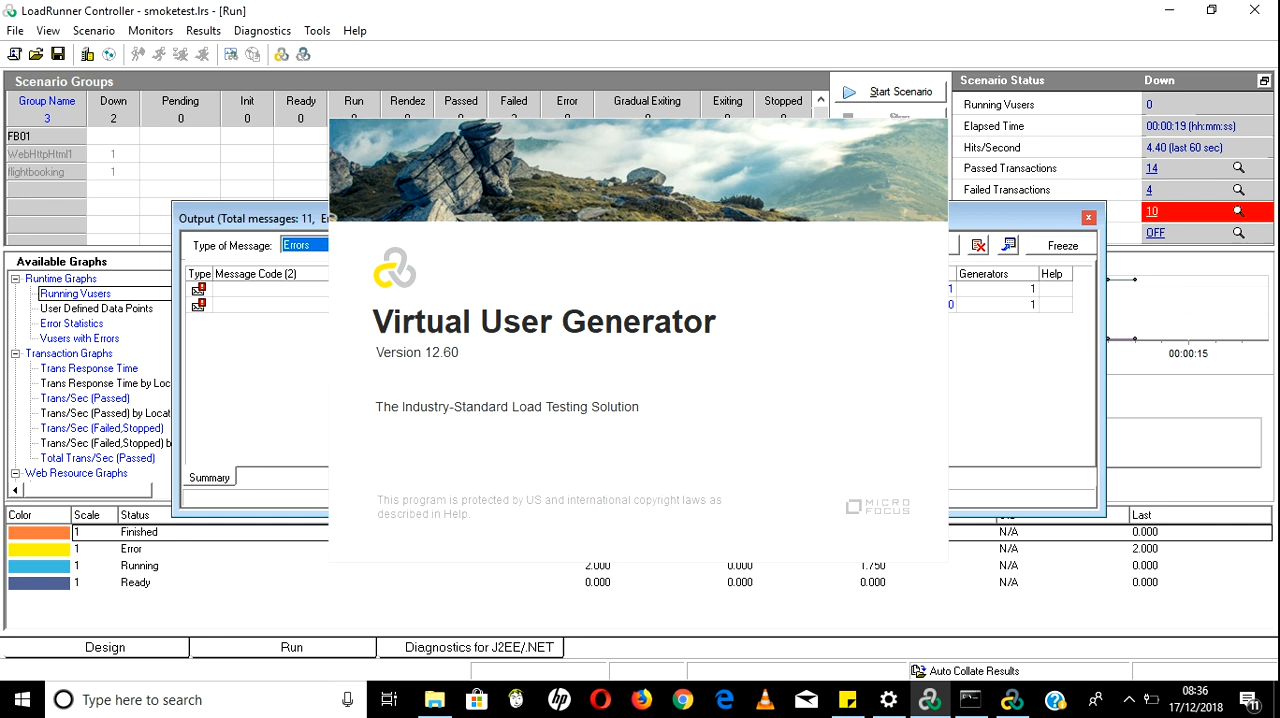 LoadRunner Controller - smoketest.lrs - [Run]
File View Scenario Monitors Results Diagnostics Tools Help
Scenario Groups
Group Name Down Pending Init Ready Run Rendez Passed Failed Error Gradual Exiting Exiting Stopped
3 2 0 0 0
FB01
WebHttpHtml1 1
flightbooking 1
Start Scenario
Scenario Status Down
Running Vusers 0
Elapsed Time 00:00:19 (hh:mm:ss)
Hits/Second 4.40 (last 60 sec)
Passed Transactions 14
Failed Transactions 4
10
OFF
Output (Total messages: 11,
Type of Message: Errors
Freeze
Type Message Code (2) Generators Help
1 1
0 1
Summary
Available Graphs
Runtime Graphs
Running Vusers
User Defined Data Points
Error Statistics
Vusers with Errors
Transaction Graphs
Trans Response Time
Trans Response Time by Loc
Trans/Sec (Passed)
Trans/Sec (Passed) by Locat
Trans/Sec (Failed,Stopped)
Trans/Sec (Failed,Stopped) b
Total Trans/Sec (Passed)
Web Resource Graphs
00:00:15
Virtual User Generator
Version 12.60
The Industry-Standard Load Testing Solution
This program is protected by US and international copyright laws as
described in Help.
MICRO
FOCUS
Color Scale Status Last
1 Finished N/A 0.000
1 Error N/A 2.000
1 Running 2.000 0.000 1.750 N/A 0.000
1 Ready 0.000 0.000 0.000 N/A 0.000
Design Run Diagnostics for J2EE/.NET
Auto Collate Results
Type here to search
08:36
17/12/2018
11